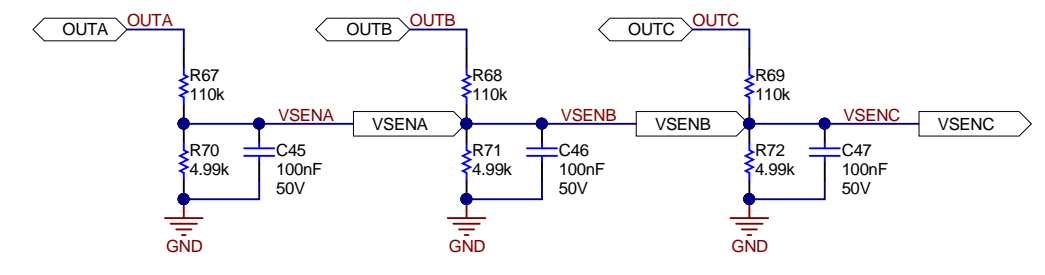 OUTA
OUTA
OUTB
OUTB
OUTC
OUTC
R67
110k
R68
110k
R69
110k
VSENA
VSENA
VSENB
VSENB
VSENC
VSENC
R70
4.99k
C45
100nF
50V
R71
4.99k
C46
100nF
50V
R72
4.99k
C47
100nF
50V
GND
GND
GND